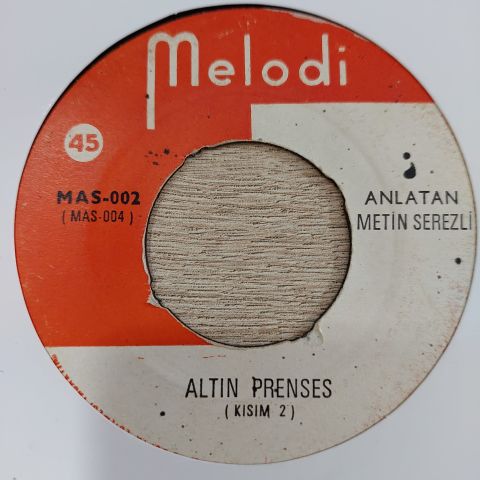 Melodi
45
MAS-002
( MAS-004 )
ANLATAN
METİN SEREZLİ
ALTIN PRENSES
( KISIM 2 )